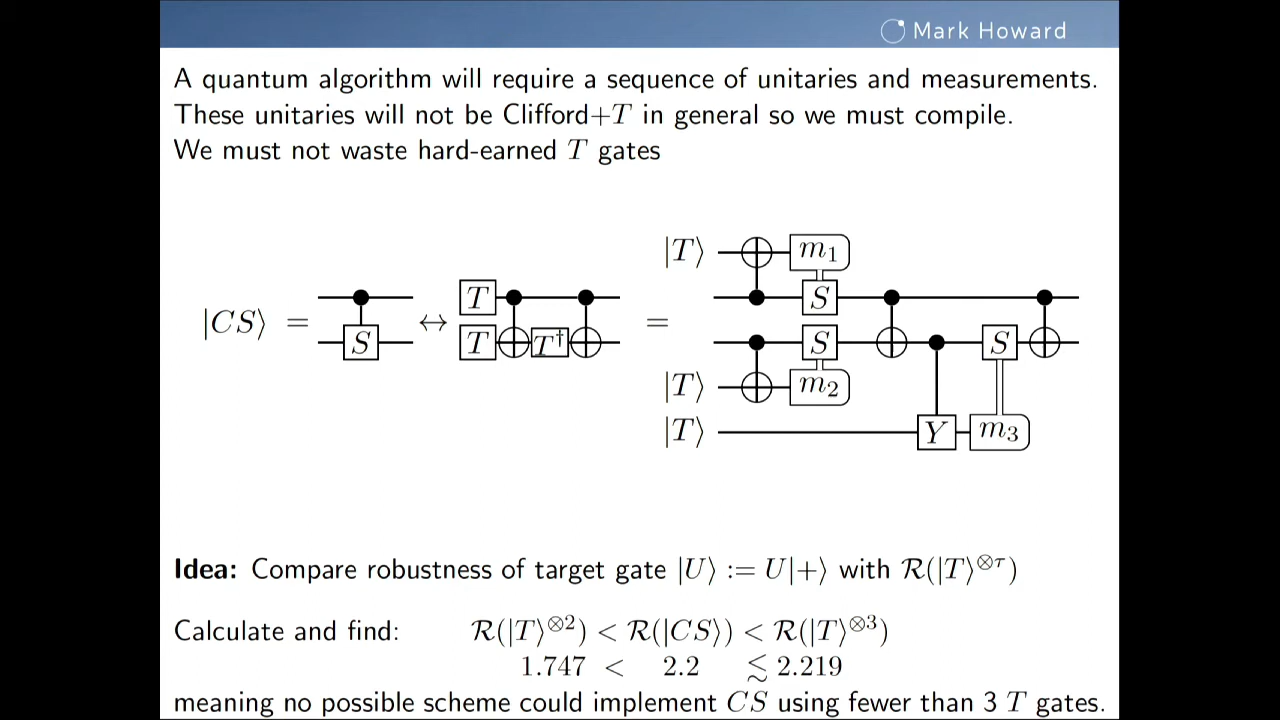 Mark Howard
A quantum algorithm will require a sequence of unitaries and measurements.
These unitaries will not be Clifford+T in general so we must compile.
We must not waste hard-earned T gates
|T⟩ m₁
|CS⟩ = S ↔ T T T† = S S S
|T⟩ m₂
|T⟩ Y m₃
Idea: Compare robustness of target gate |U⟩ := U|+⟩ with ℛ(|T⟩⊗τ)
Calculate and find: ℛ(|T⟩⊗2) < ℛ(|CS⟩) < ℛ(|T⟩⊗3)
1.747 < 2.2 ≲ 2.219
meaning no possible scheme could implement CS using fewer than 3 T gates.